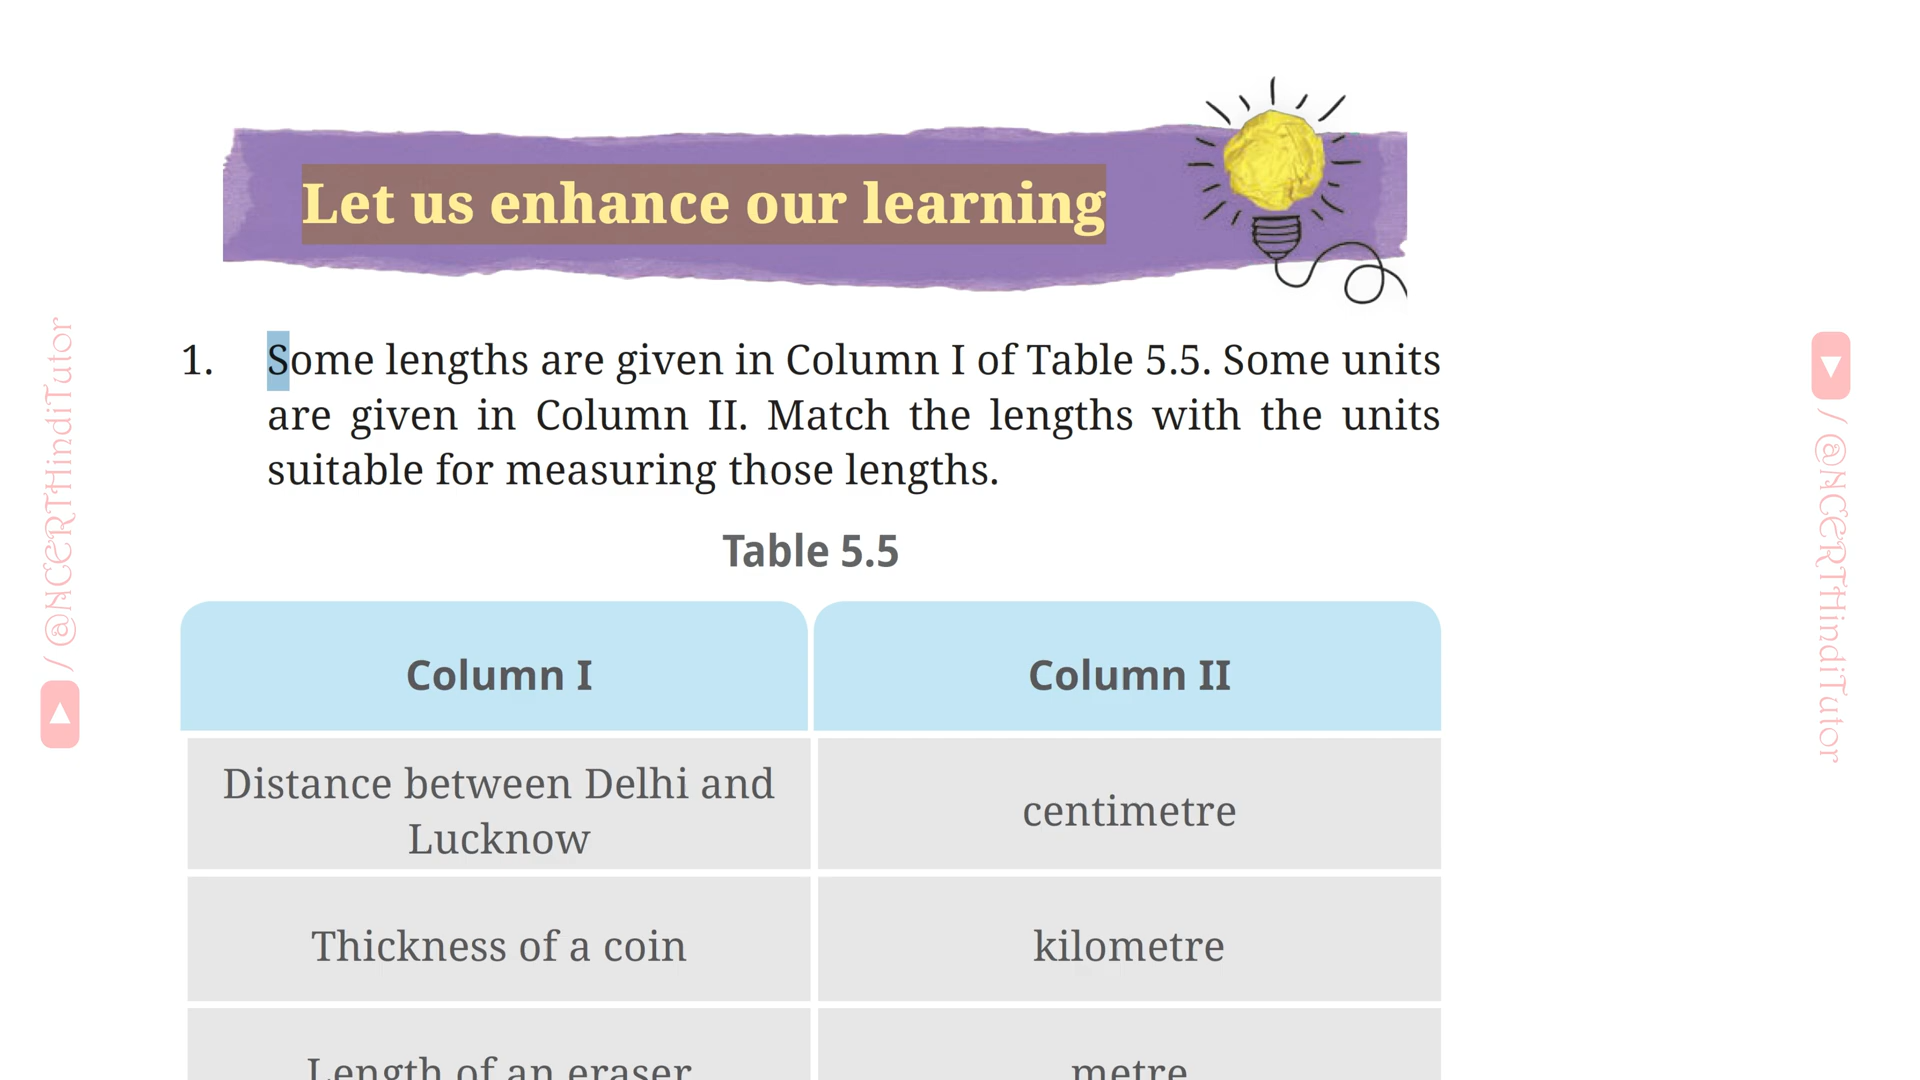 Let us enhance our learning
1. Some lengths are given in Column I of Table 5.5. Some units
are given in Column II. Match the lengths with the units
suitable for measuring those lengths.
Table 5.5
Column I Column II
Distance between Delhi and
Lucknow
centimetre
Thickness of a coin kilometre
Length of an eraser metre
/ @NCERTHindiTutor
/ @NCERTHindiTutor